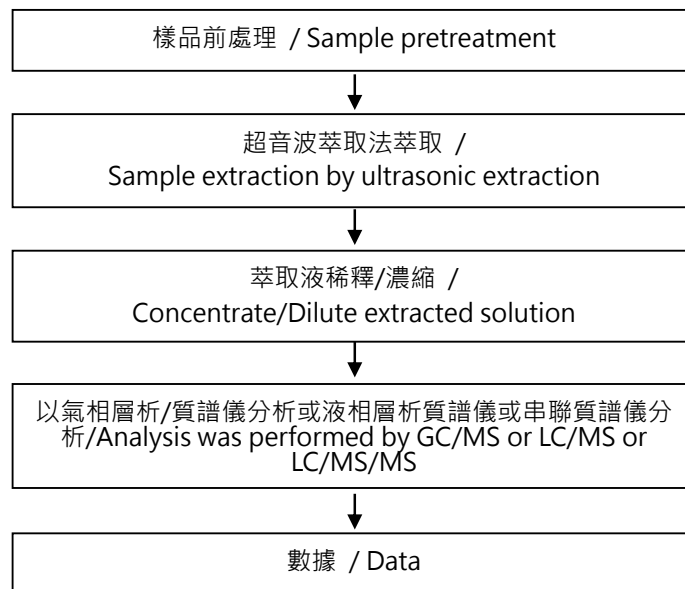 樣品前處理 / Sample pretreatment
超音波萃取法萃取 /
Sample extraction by ultrasonic extraction
萃取液稀釋/濃縮 /
Concentrate/Dilute extracted solution
以氣相層析/質譜儀分析或液相層析質譜儀或串聯質譜儀分
析/Analysis was performed by GC/MS or LC/MS or
LC/MS/MS
數據 / Data